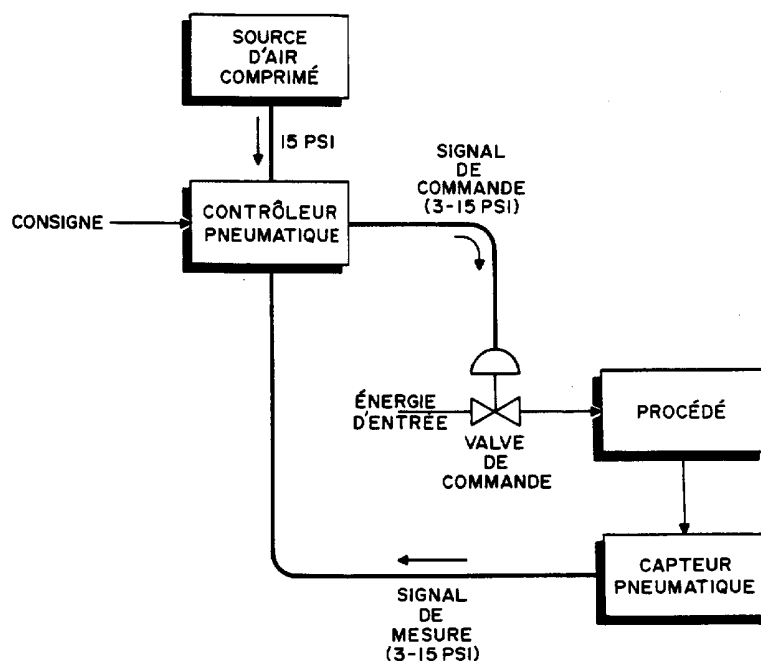 SOURCE
D'AIR
COMPRIMÉ
15 PSI
SIGNAL
DE
COMMANDE
(3-15 PSI)
CONSIGNE
CONTRÔLEUR
PNEUMATIQUE
ÉNERGIE
D'ENTRÉE
VALVE
DE
COMMANDE
PROCÉDÉ
CAPTEUR
PNEUMATIQUE
SIGNAL
DE
MESURE
(3-15 PSI)